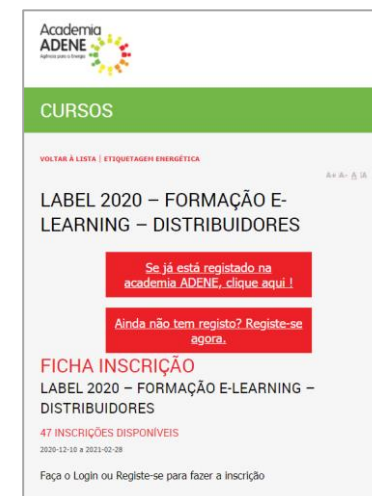 Academia
ADENE
Agência para a Energia
CURSOS
VOLTAR À LISTA | ETIQUETAGEM ENERGÉTICA
A+ A- A |A
LABEL 2020 – FORMAÇÃO E-
LEARNING – DISTRIBUIDORES
Se já está registado na
academia ADENE, clique aqui !
Ainda não tem registo? Registe-se
agora.
FICHA INSCRIÇÃO
LABEL 2020 – FORMAÇÃO E-LEARNING –
DISTRIBUIDORES
47 INSCRIÇÕES DISPONÍVEIS
2020-12-10 a 2021-02-28
Faça o Login ou Registe-se para fazer a inscrição